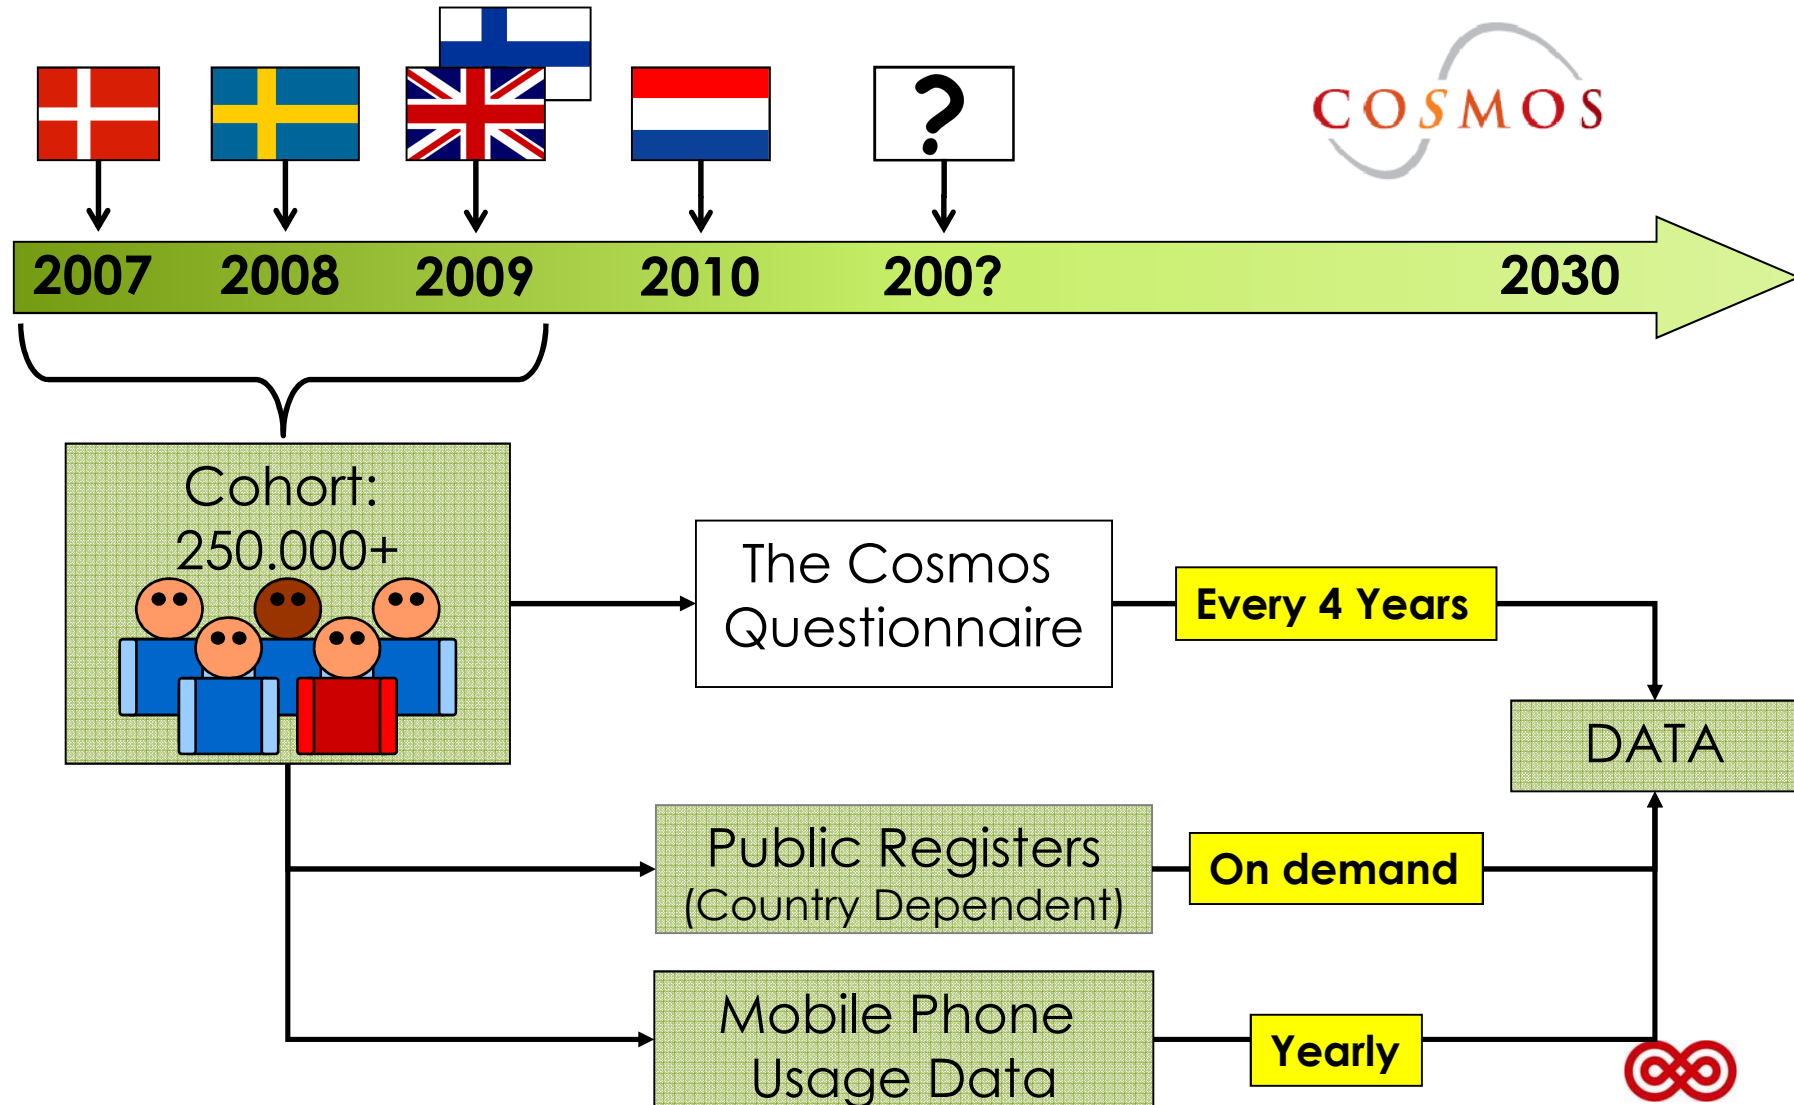 ?
COSMOS
2007 2008 2009 2010 200? 2030
Cohort:
250.000+
The Cosmos
Questionnaire
Every 4 Years
DATA
Public Registers
(Country Dependent)
On demand
Mobile Phone
Usage Data
Yearly